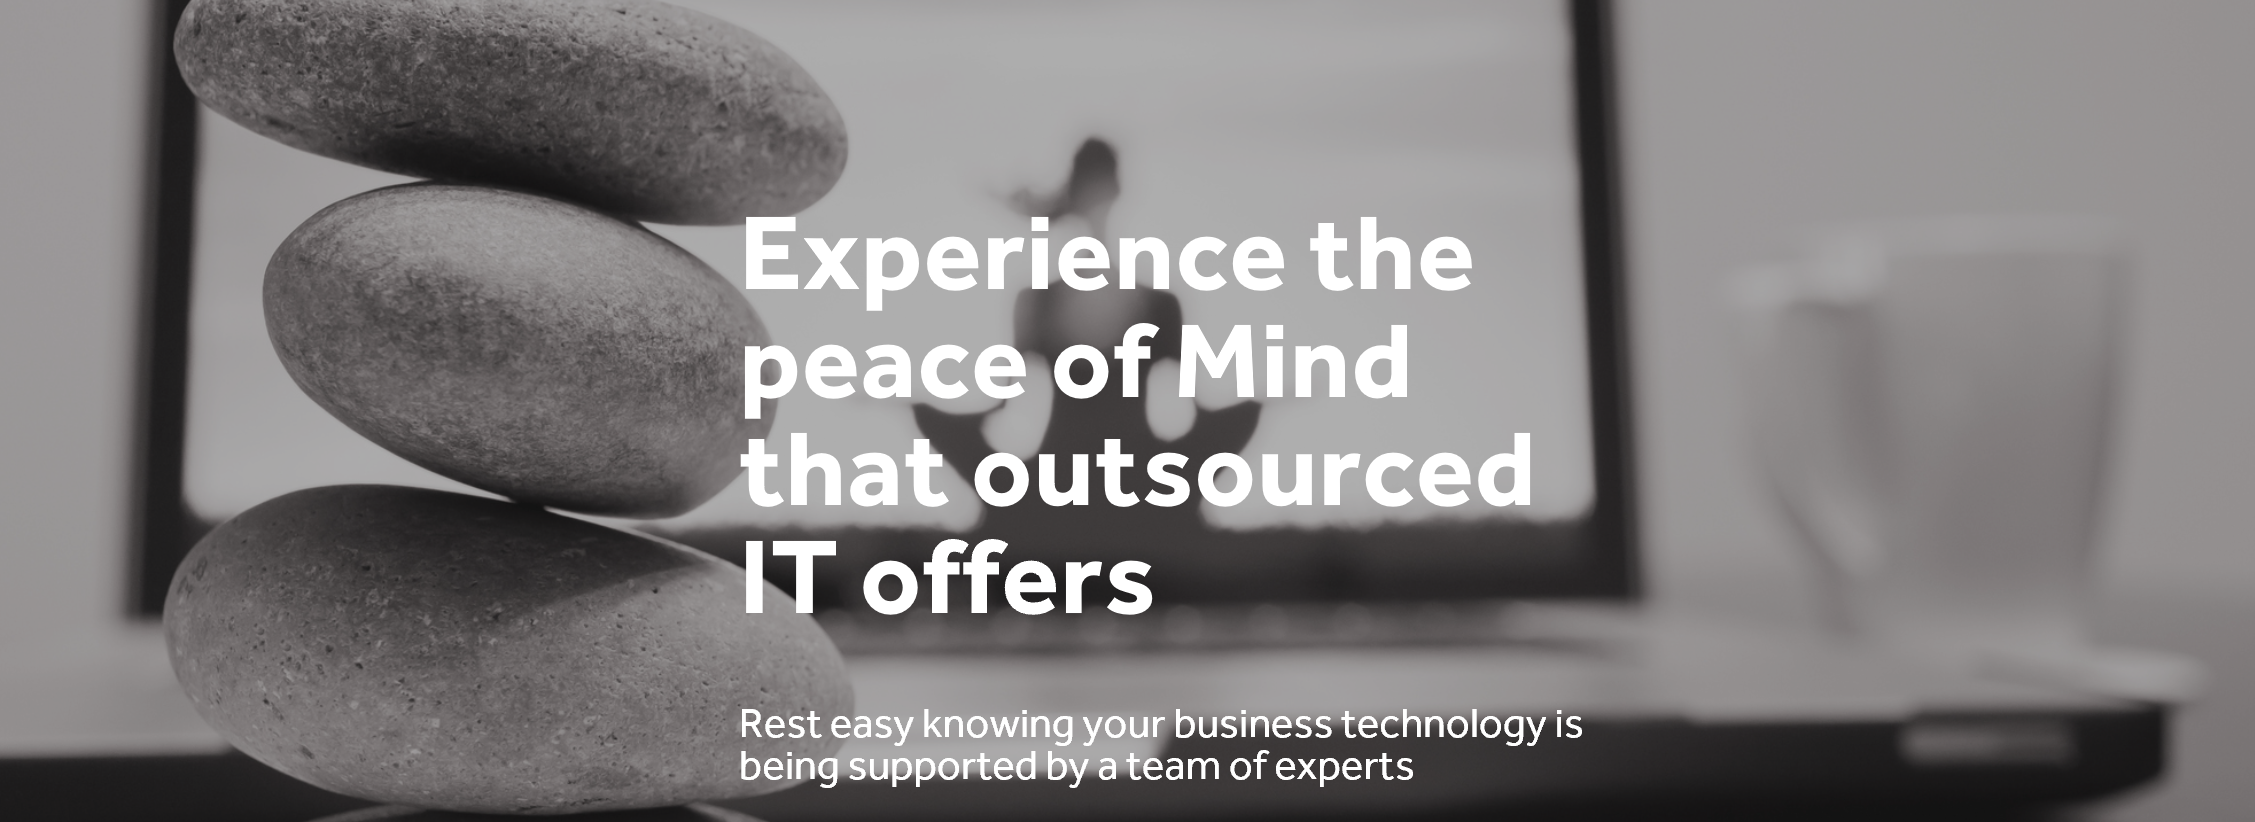 Experience the
peace of Mind
that outsourced
IT offers
Rest easy knowing your business technology is
being supported by a team of experts